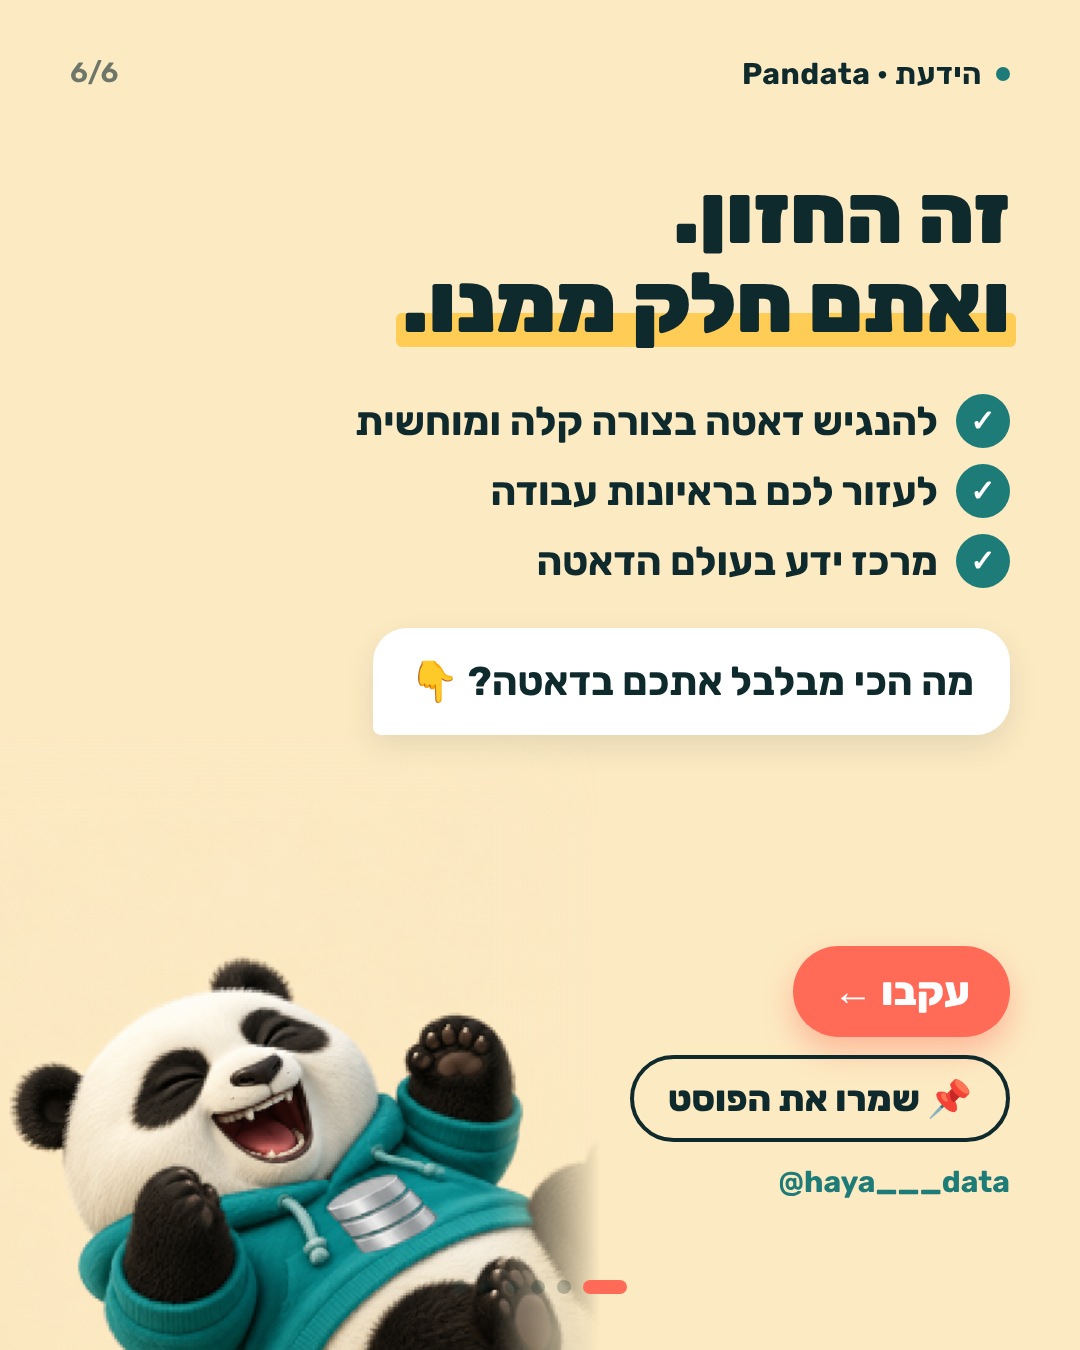 הידעת • Pandata
6/6
זה החזון.
ואתם חלק ממנו.
✓ להנגיש דאטה בצורה קלה ומוחשית
✓ לעזור לכם בראיונות עבודה
✓ מרכז ידע בעולם הדאטה
מה הכי מבלבל אתכם בדאטה? 👇
עקבו ←
📌 שמרו את הפוסט
@haya___data